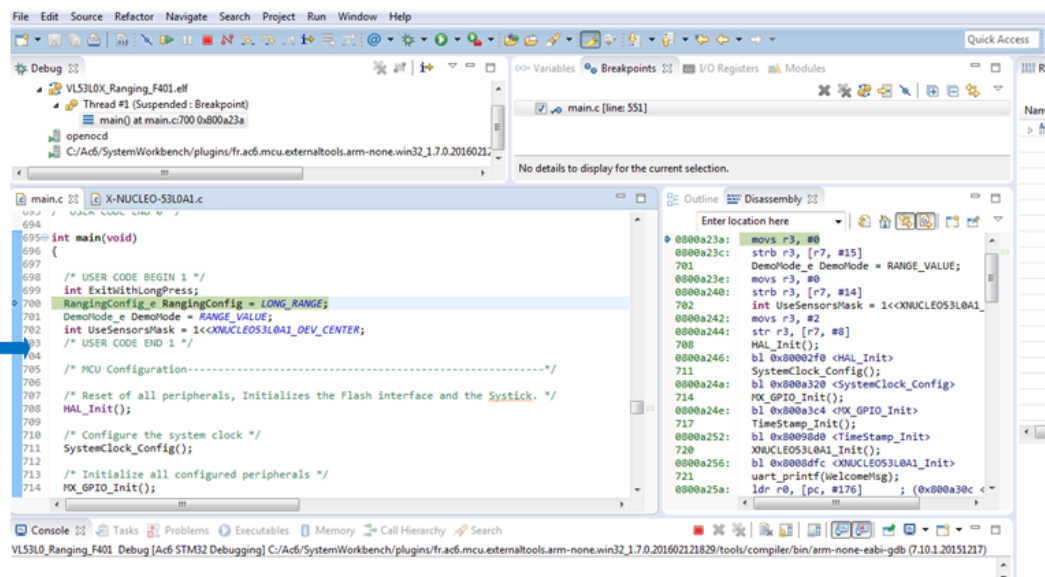 File Edit Source Refactor Navigate Search Project Run Window Help
Quick Access
Debug
VL53L0X_Ranging_F401.elf
Thread #1 (Suspended : Breakpoint)
main() at main.c:700 0x800a23a
openocd
C:/Ac6/SystemWorkbench/plugins/fr.ac6.mcu.externaltools.arm-none.win32_1.7.0.20160212
(x)= Variables Breakpoints I/O Registers Modules
main.c [line: 551]
No details to display for the current selection.
Nam
main.c X-NUCLEO-53L0A1.c
693 / USER CODE END 0 /
694
695 int main(void)
696 {
697
698 /* USER CODE BEGIN 1 */
699 int ExitWithLongPress;
700 RangingConfig_e RangingConfig = LONG_RANGE;
701 DemoMode_e DemoMode = RANGE_VALUE;
702 int UseSensorsMask = 1<<XNUCLEO53L0A1_DEV_CENTER;
703 /* USER CODE END 1 */
704
705 /* MCU Configuration----------------------------------------------------------*/
706
707 /* Reset of all peripherals, Initializes the Flash interface and the Systick. */
708 HAL_Init();
709
710 /* Configure the system clock */
711 SystemClock_Config();
712
713 /* Initialize all configured peripherals */
714 MX_GPIO_Init();
Outline Disassembly
Enter location here
0800a23a: movs r3, #0
0800a23c: strb r3, [r7, #15]
701 DemoMode_e DemoMode = RANGE_VALUE;
0800a23e: movs r3, #0
0800a240: strb r3, [r7, #14]
702 int UseSensorsMask = 1<<XNUCLEO53L0A1_
0800a242: movs r3, #2
0800a244: str r3, [r7, #8]
708 HAL_Init();
0800a246: bl 0x80002f0 <HAL_Init>
711 SystemClock_Config();
0800a24a: bl 0x800a320 <SystemClock_Config>
714 MX_GPIO_Init();
0800a24e: bl 0x800a3c4 <MX_GPIO_Init>
717 TimeStamp_Init();
0800a252: bl 0x80098d0 <TimeStamp_Init>
720 XNUCLEO53L0A1_Init();
0800a256: bl 0x8008dfc <XNUCLEO53L0A1_Init>
721 uart_printf(WelcomeMsg);
0800a25a: ldr r0, [pc, #176] ; (0x800a30c <
Console Tasks Problems Executables Memory Call Hierarchy Search
VL53L0_Ranging_F401 Debug [Ac6 STM32 Debugging] C:/Ac6/SystemWorkbench/plugins/fr.ac6.mcu.externaltools.arm-none.win32_1.7.0.201602121829/tools/compiler/bin/arm-none-eabi-gdb (7.10.1.20151217)